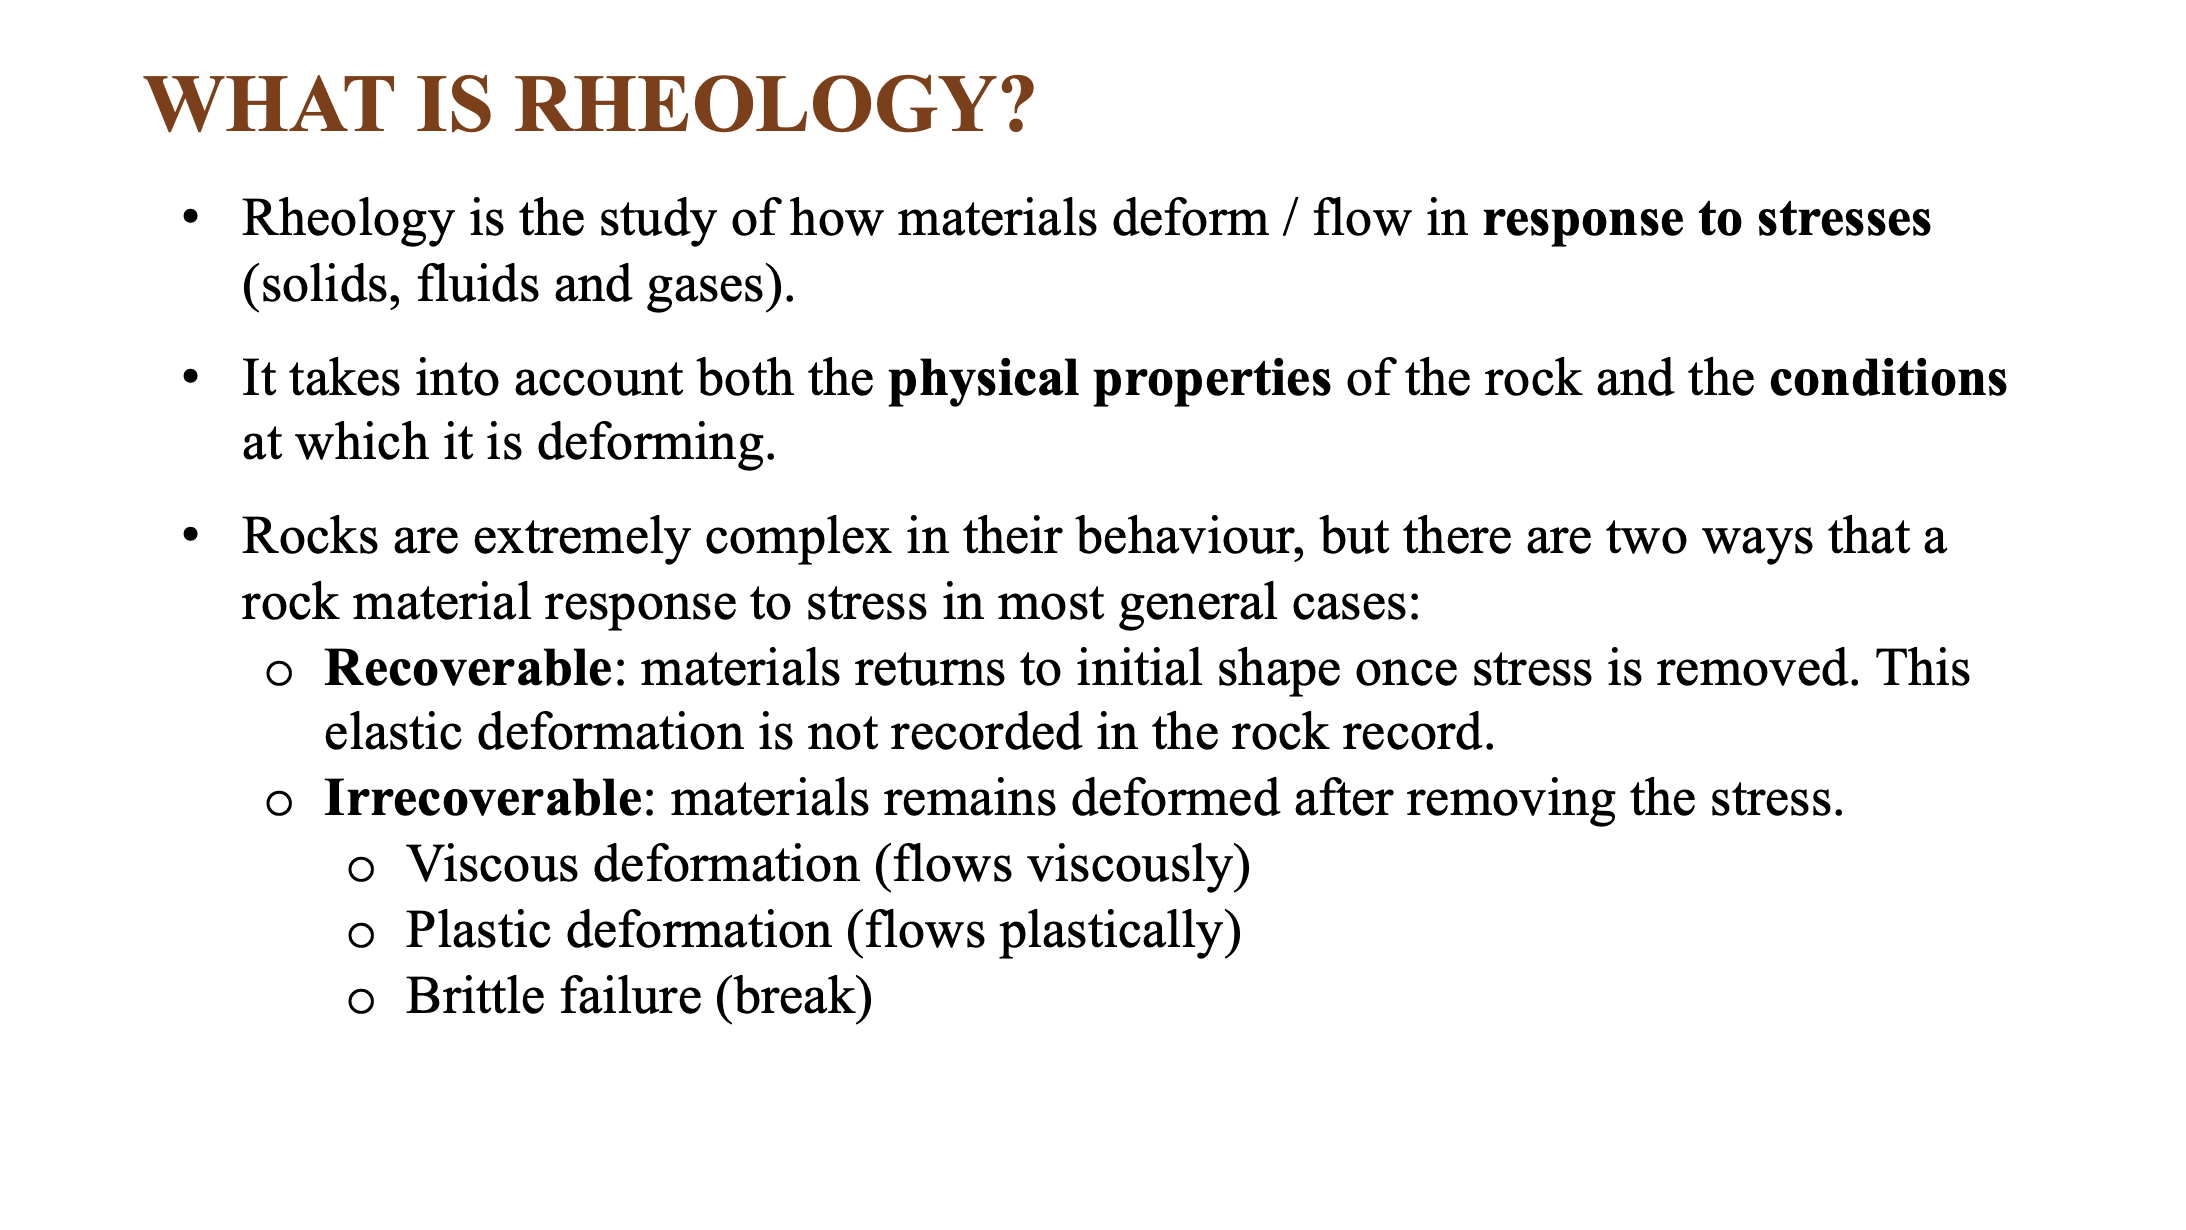 WHAT IS RHEOLOGY?
• Rheology is the study of how materials deform / flow in response to stresses
(solids, fluids and gases).
• It takes into account both the physical properties of the rock and the conditions
at which it is deforming.
• Rocks are extremely complex in their behaviour, but there are two ways that a
rock material response to stress in most general cases:
o Recoverable: materials returns to initial shape once stress is removed. This
elastic deformation is not recorded in the rock record.
o Irrecoverable: materials remains deformed after removing the stress.
o Viscous deformation (flows viscously)
o Plastic deformation (flows plastically)
o Brittle failure (break)